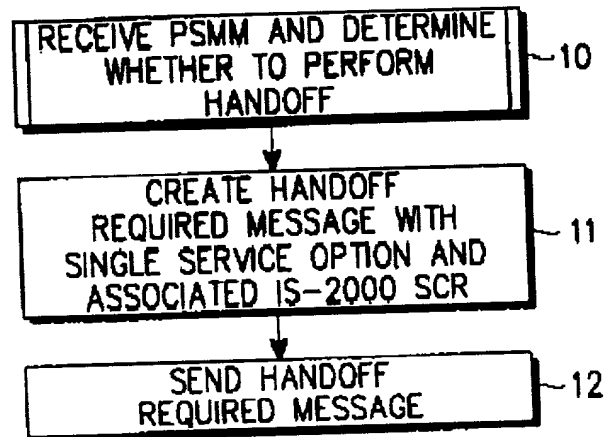 RECEIVE PSMM AND DETERMINE
WHETHER TO PERFORM
HANDOFF
10
CREATE HANDOFF
REQUIRED MESSAGE WITH
SINGLE SERVICE OPTION AND
ASSOCIATED IS-2000 SCR
11
SEND HANDOFF
REQUIRED MESSAGE
12